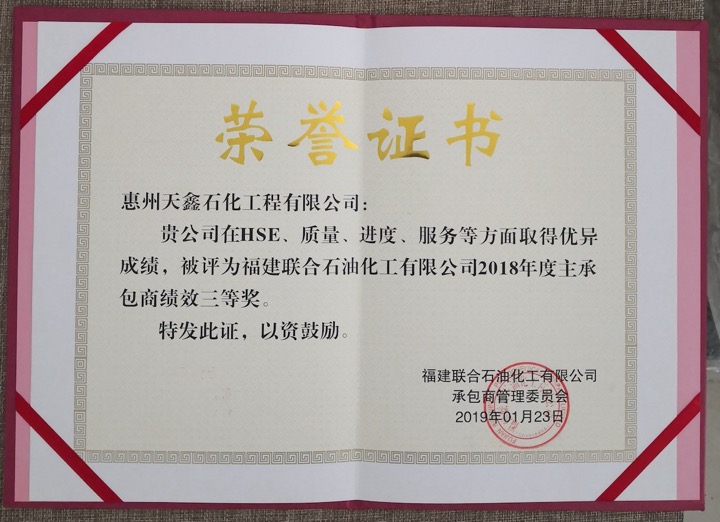 荣誉证书
惠州天鑫石化工程有限公司：
贵公司在HSE、质量、进度、服务等方面取得优异
成绩，被评为福建联合石油化工有限公司2018年度主承
包商绩效三等奖。
特发此证，以资鼓励。
福建联合石油化工有限公司
承包商管理委员会
2019年01月23日